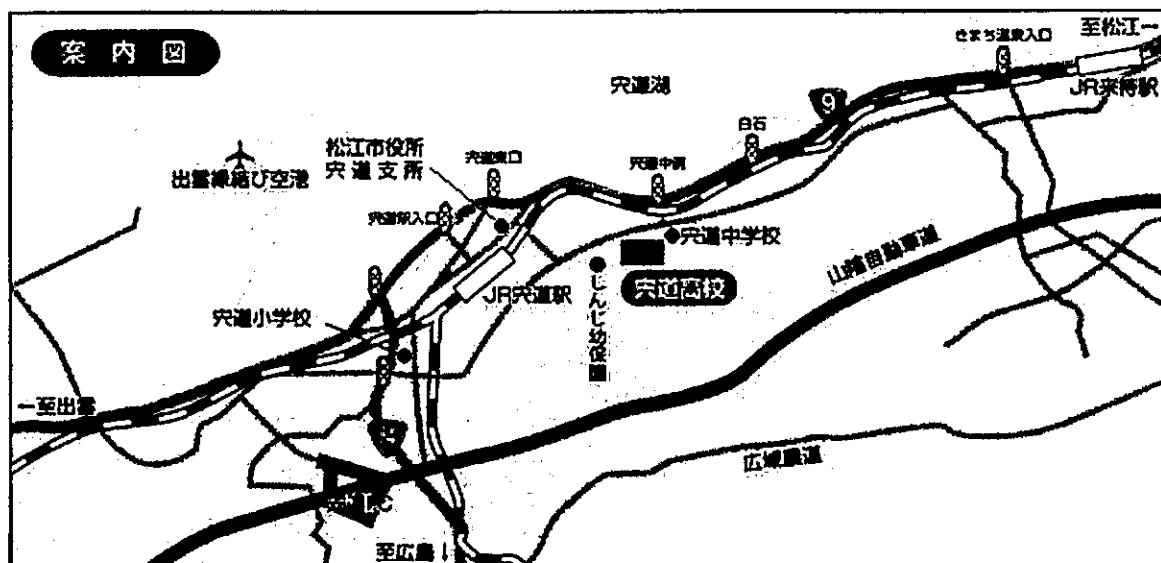 案内図
至松江
きまち温泉入口
JR来待駅
宍道湖
9
白石
松江市役所
宍道支所
宍道東口
宍道中前
出雲縁結び空港
宍道駅入口
宍道中学校
宍道高校
山陰自動車道
JR宍道駅
しんじ幼保園
宍道小学校
至出雲
広域農道
至広島